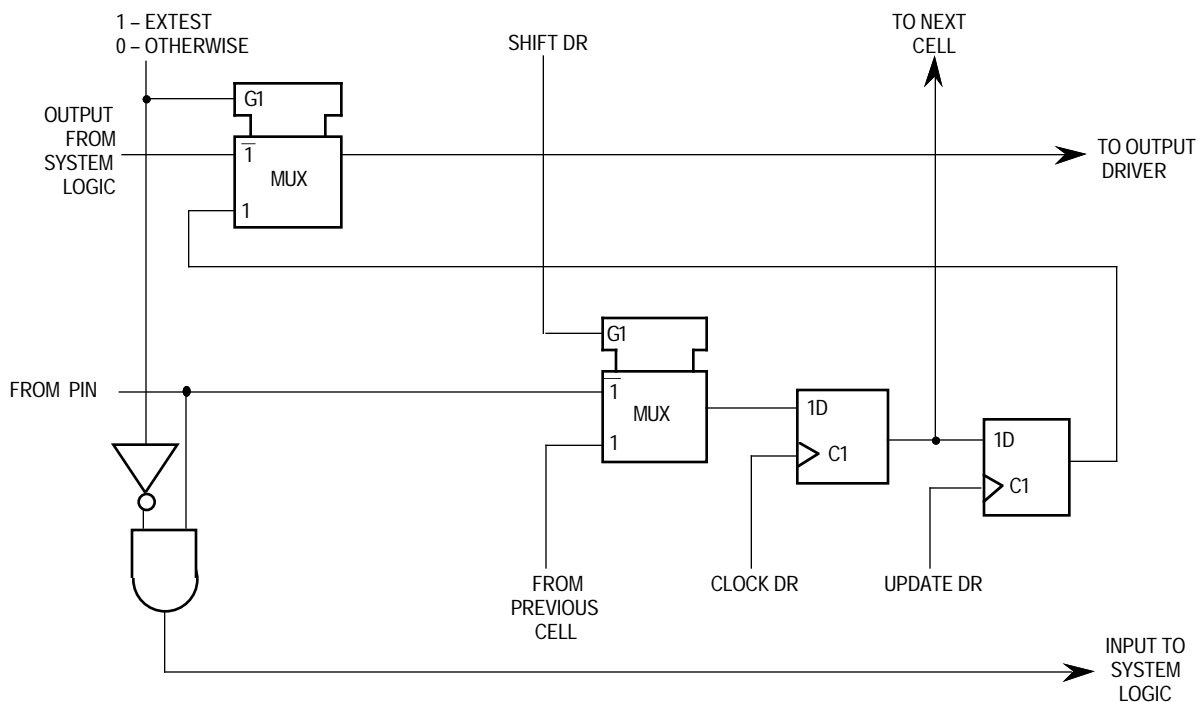 1 – EXTEST
0 – OTHERWISE
SHIFT DR
TO NEXT
CELL
G1
OUTPUT
FROM
SYSTEM
LOGIC
1
MUX
1
TO OUTPUT
DRIVER
G1
FROM PIN
1
MUX
1
1D
C1
1D
C1
FROM
PREVIOUS
CELL
CLOCK DR
UPDATE DR
INPUT TO
SYSTEM
LOGIC